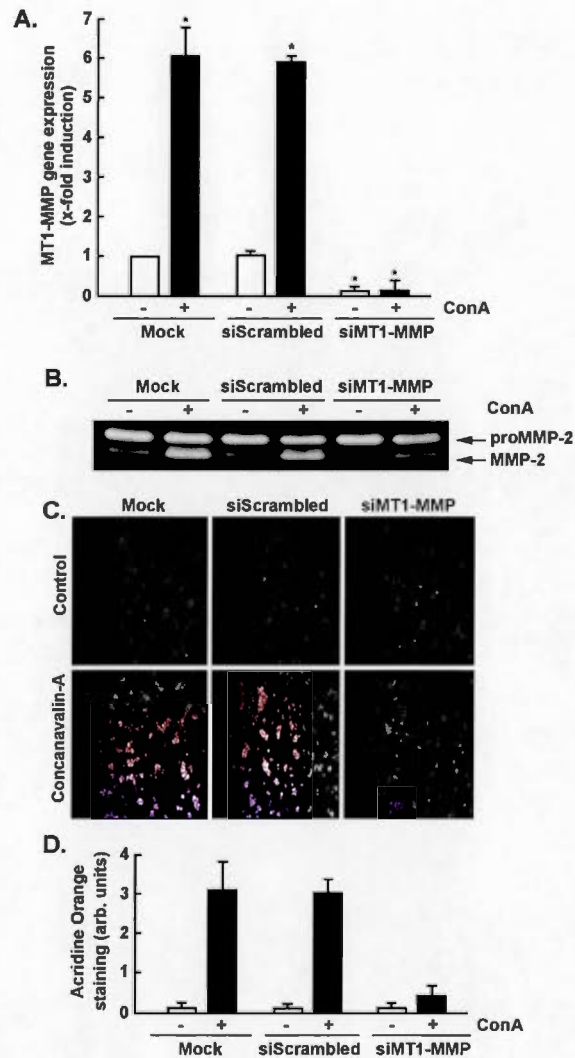 A.
MT1-MMP gene expression
(x-fold induction)
7
6
5
4
3
2
1
0
* * * *
- + - + - + ConA
Mock siScrambled siMT1-MMP
B.
Mock siScrambled siMT1-MMP
- + - + - + ConA
proMMP-2
MMP-2
C.
Mock siScrambled siMT1-MMP
Control
Concanavalin-A
D.
Acridine Orange
staining (arb. units)
4
3
2
1
0
- + - + - + ConA
Mock siScrambled siMT1-MMP